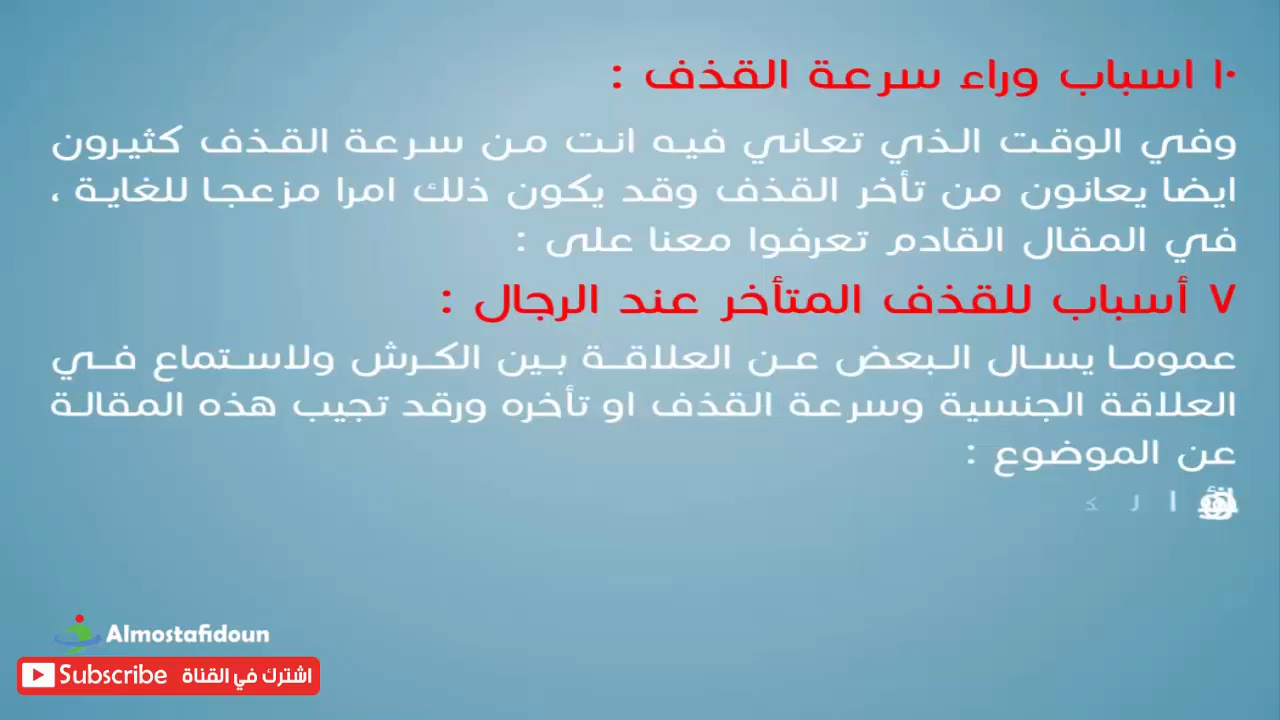 ١٠ اسباب وراء سرعة القذف :
وفي الوقت الذي تعاني فيه انت من سرعة القذف كثيرون
ايضا يعانون من تأخر القذف وقد يكون ذلك امرا مزعجا للغاية ،
في المقال القادم تعرفوا معنا على :
٧ أسباب للقذف المتأخر عند الرجال :
عموما يسال البعض عن العلاقة بين الكرش ولاستماع في
العلاقة الجنسية وسرعة القذف او تأخره ورقد تجيب هذه المقالة
عن الموضوع :
Almostafidoun
Subscribe اشترك في القناة